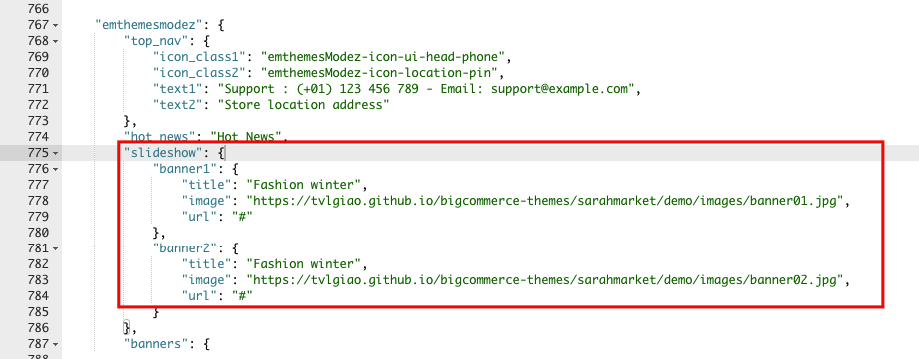 766
767 "emthemesmodez": {
768 "top_nav": {
769 "icon_class1": "emthemesModez-icon-ui-head-phone",
770 "icon_class2": "emthemesModez-icon-location-pin",
771 "text1": "Support : (+01) 123 456 789 - Email: support@example.com",
772 "text2": "Store location address"
773 },
774 "hot_news": "Hot News",
775 "slideshow": {
776 "banner1": {
777 "title": "Fashion winter",
778 "image": "https://tvlgiao.github.io/bigcommerce-themes/sarahmarket/demo/images/banner01.jpg",
779 "url": "#"
780 },
781 "banner2": {
782 "title": "Fashion winter",
783 "image": "https://tvlgiao.github.io/bigcommerce-themes/sarahmarket/demo/images/banner02.jpg",
784 "url": "#"
785 }
786 },
787 "banners": {
788